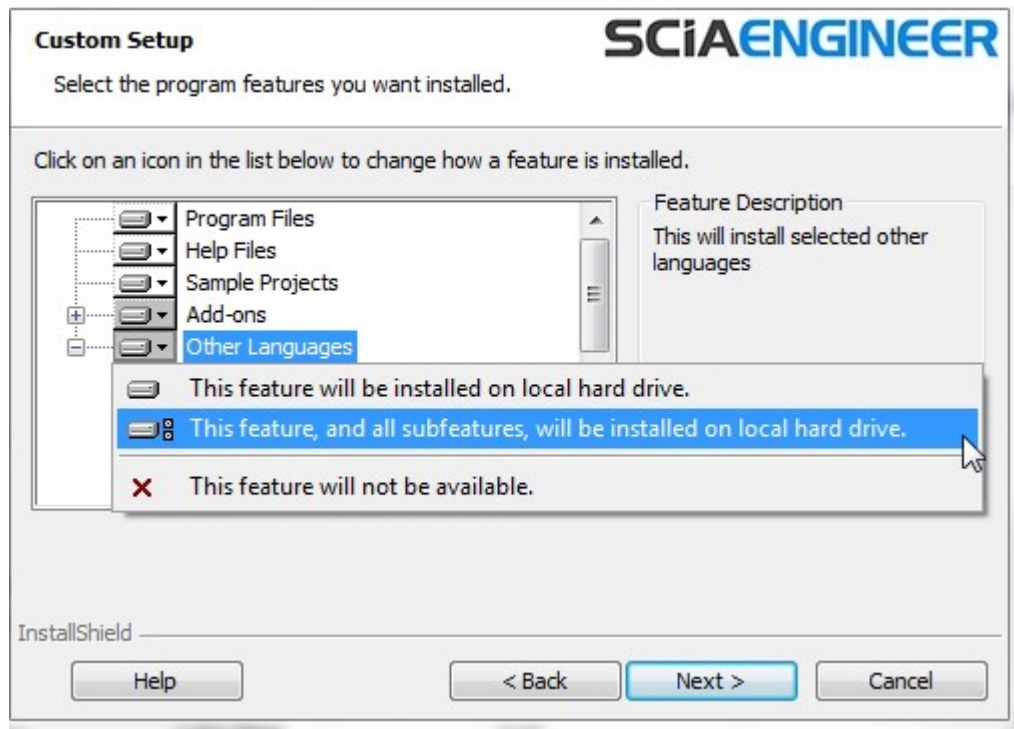 Custom Setup
SCiAENGINEER
Select the program features you want installed.
Click on an icon in the list below to change how a feature is installed.
Program Files
Help Files
Sample Projects
Add-ons
Other Languages
Feature Description
This will install selected other
languages
This feature will be installed on local hard drive.
This feature, and all subfeatures, will be installed on local hard drive.
This feature will not be available.
InstallShield
Help
< Back
Next >
Cancel